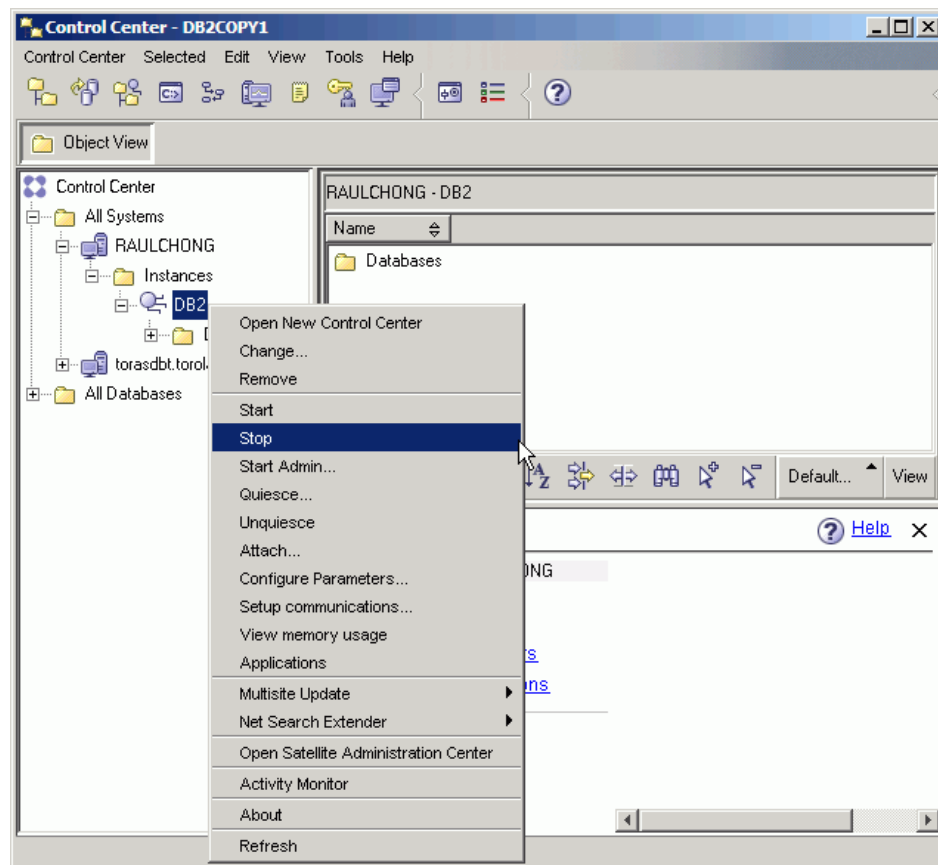 Control Center - DB2COPY1
Control Center Selected Edit View Tools Help
Object View
Control Center
All Systems
RAULCHONG
Instances
DB2
torasdbt.torol
All Databases
RAULCHONG - DB2
Name
Databases
Open New Control Center
Change...
Remove
Start
Stop
Start Admin...
Quiesce...
Unquiesce
Attach...
Configure Parameters...
Setup communications...
View memory usage
Applications
Multisite Update
Net Search Extender
Open Satellite Administration Center
Activity Monitor
About
Refresh
Default... View
Help